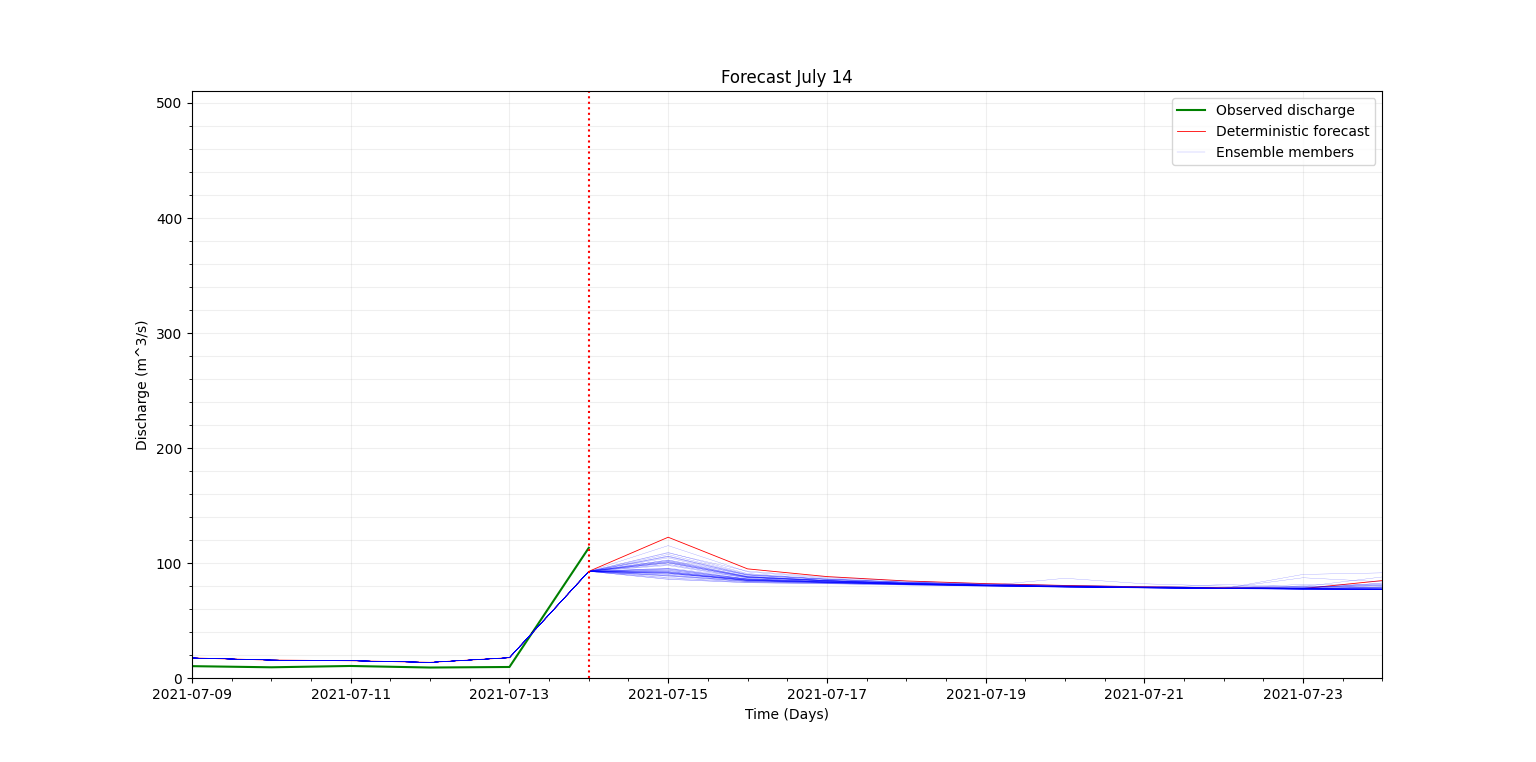 Forecast July 14
Observed discharge
Deterministic forecast
Ensemble members
500
400
300
200
100
0
Discharge (m^3/s)
2021-07-09 2021-07-11 2021-07-13 2021-07-15 2021-07-17 2021-07-19 2021-07-21 2021-07-23
Time (Days)